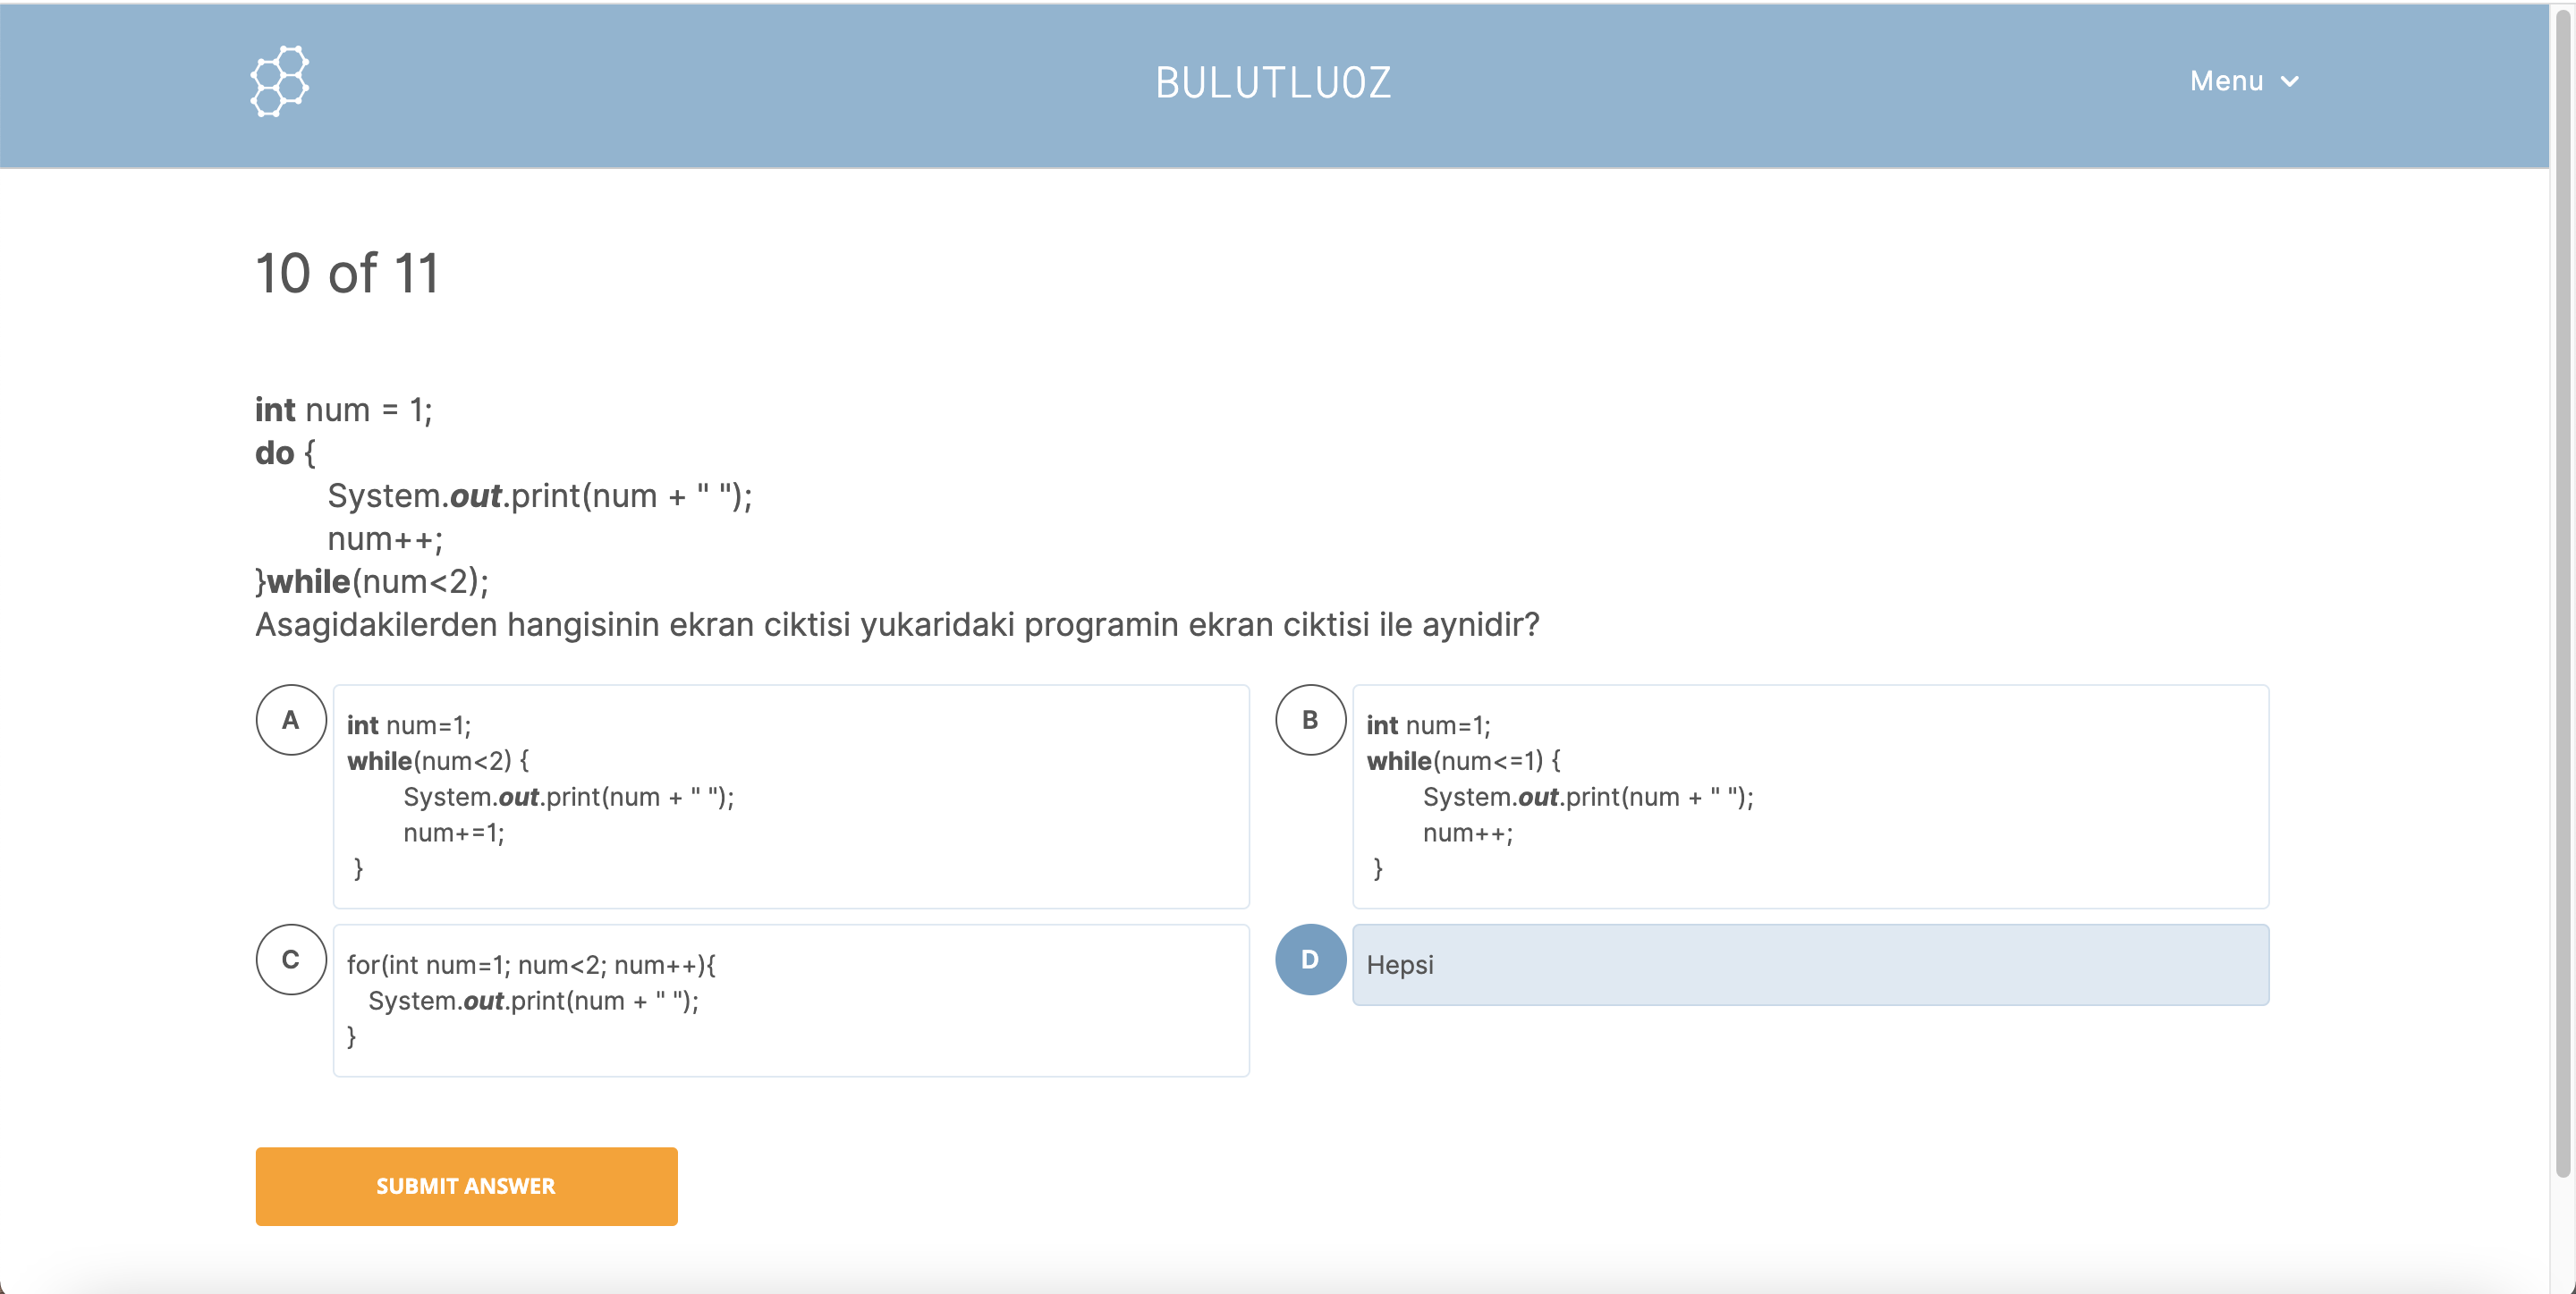 BULUTLUOZ
Menu
10 of 11
int num = 1;
do {
System.out.print(num + " ");
num++;
}while(num<2);
Asagidakilerden hangisinin ekran ciktisi yukaridaki programin ekran ciktisi ile aynidir?
A
int num=1;
while(num<2) {
System.out.print(num + " ");
num+=1;
}
B
int num=1;
while(num<=1) {
System.out.print(num + " ");
num++;
}
C
for(int num=1; num<2; num++){
System.out.print(num + " ");
}
D
Hepsi
SUBMIT ANSWER